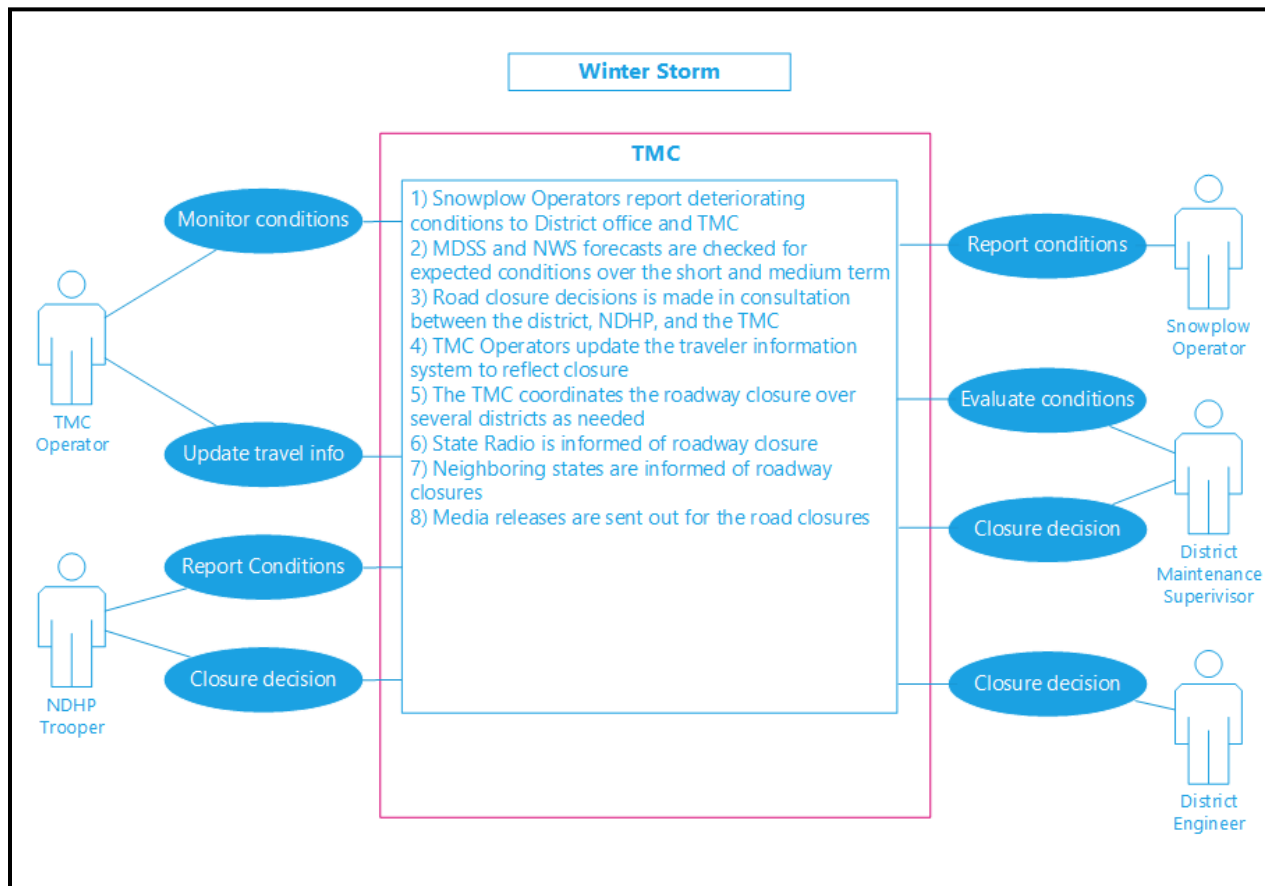 Winter Storm
TMC
1) Snowplow Operators report deteriorating
conditions to District office and TMC
2) MDSS and NWS forecasts are checked for
expected conditions over the short and medium term
3) Road closure decisions is made in consultation
between the district, NDHP, and the TMC
4) TMC Operators update the traveler information
system to reflect closure
5) The TMC coordinates the roadway closure over
several districts as needed
6) State Radio is informed of roadway closure
7) Neighboring states are informed of roadway
closures
8) Media releases are sent out for the road closures
Monitor conditions
TMC
Operator
Update travel info
Report Conditions
NDHP
Trooper
Closure decision
Report conditions
Snowplow
Operator
Evaluate conditions
Closure decision
District
Maintenance
Superivisor
Closure decision
District
Engineer